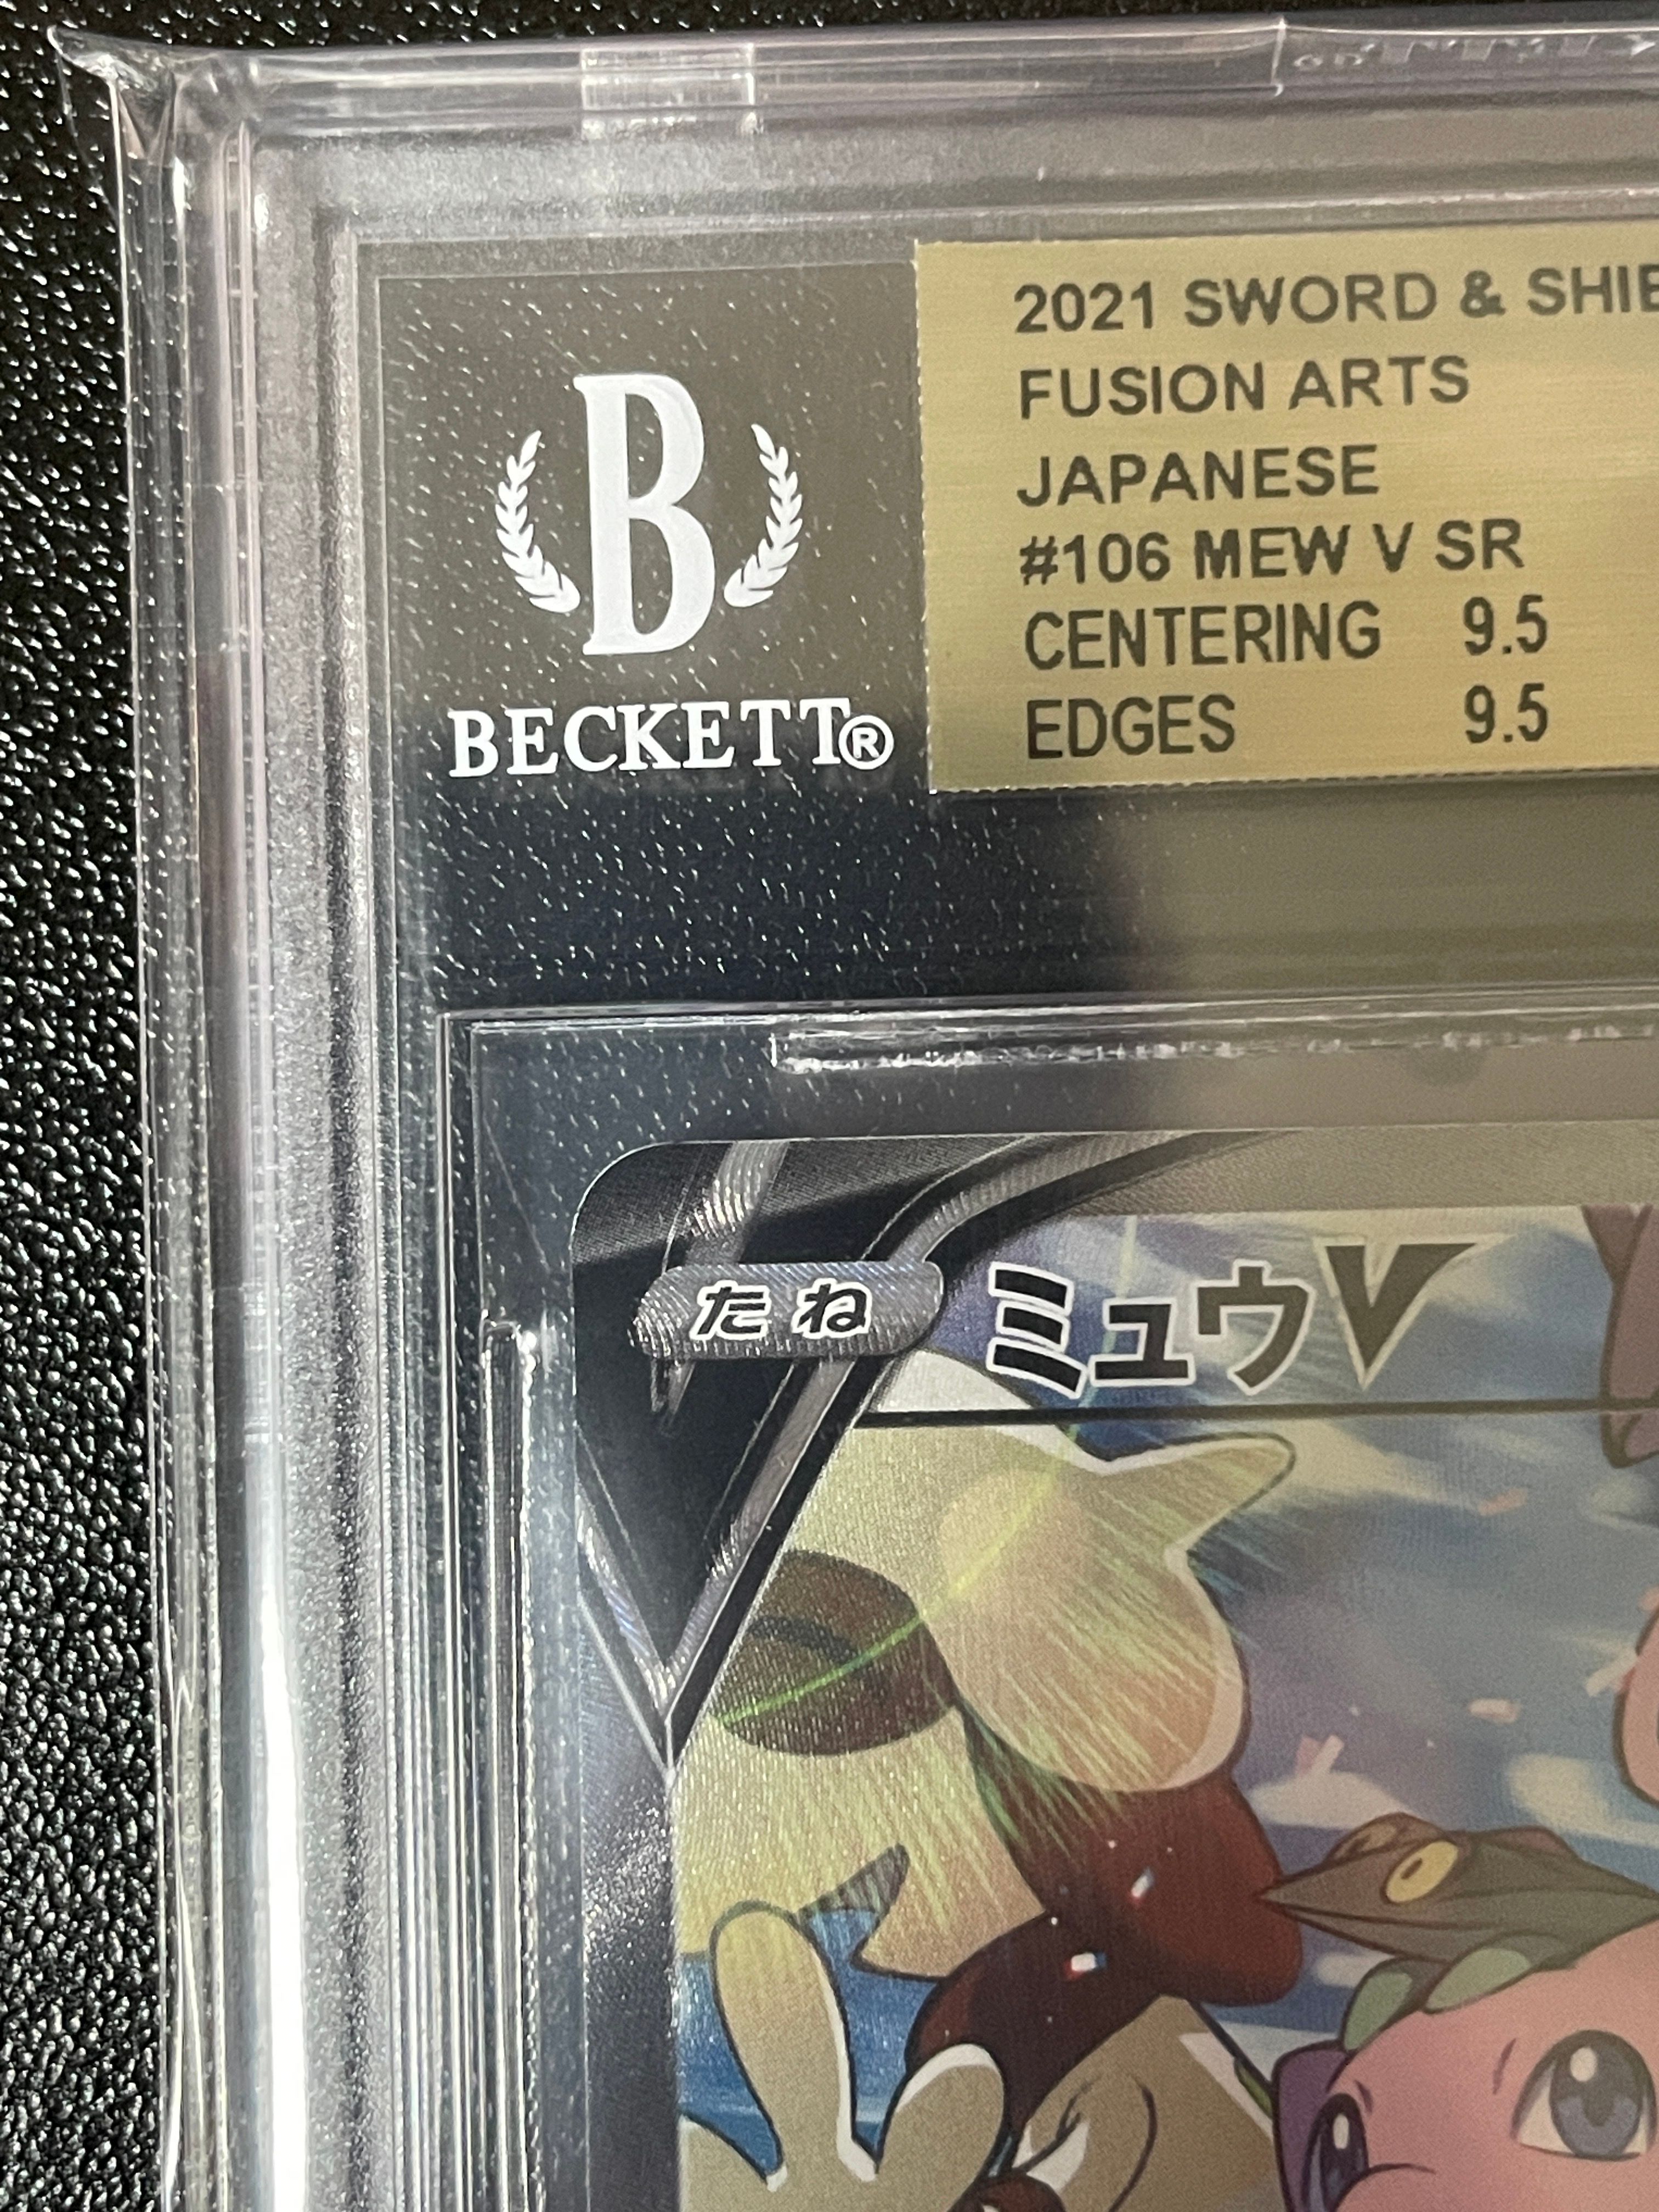 B
BECKETT®
2021 SWORD & SHIE
FUSION ARTS
JAPANESE
#106 MEW V SR
CENTERING 9.5
EDGES 9.5
たね ミュウV